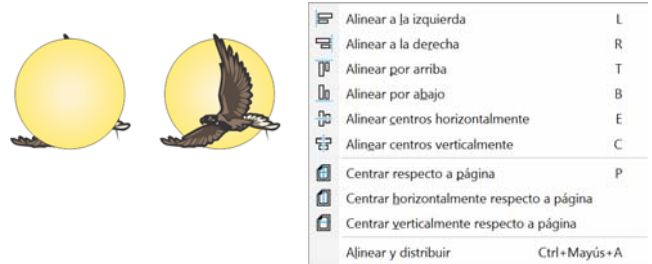 Alinear a la izquierda L
Alinear a la derecha R
Alinear por arriba T
Alinear por abajo B
Alinear centros horizontalmente E
Alinear centros verticalmente C
Centrar respecto a página P
Centrar horizontalmente respecto a página
Centrar verticalmente respecto a página
Alinear y distribuir Ctrl+Mayús+A